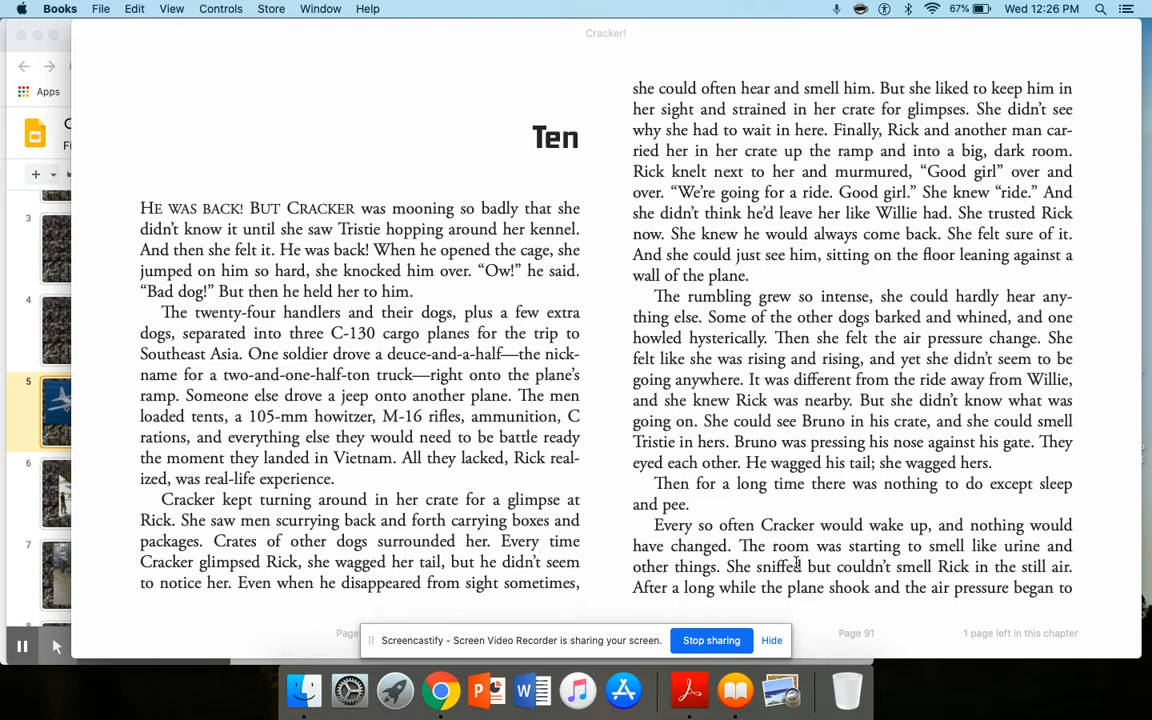 Books File Edit View Controls Store Window Help
67% Wed 12:26 PM
Cracker!
Apps
Ten
HE WAS BACK! BUT CRACKER was mooning so badly that she
didn't know it until she saw Tristie hopping around her kennel.
And then she felt it. He was back! When he opened the cage, she
jumped on him so hard, she knocked him over. "Ow!" he said.
"Bad dog!" But then he held her to him.
The twenty-four handlers and their dogs, plus a few extra
dogs, separated into three C-130 cargo planes for the trip to
Southeast Asia. One soldier drove a deuce-and-a-half—the nick-
name for a two-and-one-half-ton truck—right onto the plane's
ramp. Someone else drove a jeep onto another plane. The men
loaded tents, a 105-mm howitzer, M-16 rifles, ammunition, C
rations, and everything else they would need to be battle ready
the moment they landed in Vietnam. All they lacked, Rick real-
ized, was real-life experience.
Cracker kept turning around in her crate for a glimpse at
Rick. She saw men scurrying back and forth carrying boxes and
packages. Crates of other dogs surrounded her. Every time
Cracker glimpsed Rick, she wagged her tail, but he didn't seem
to notice her. Even when he disappeared from sight sometimes,
she could often hear and smell him. But she liked to keep him in
her sight and strained in her crate for glimpses. She didn't see
why she had to wait in here. Finally, Rick and another man car-
ried her in her crate up the ramp and into a big, dark room.
Rick knelt next to her and murmured, "Good girl" over and
over. "We're going for a ride. Good girl." She knew "ride." And
she didn't think he'd leave her like Willie had. She trusted Rick
now. She knew he would always come back. She felt sure of it.
And she could just see him, sitting on the floor leaning against a
wall of the plane.
The rumbling grew so intense, she could hardly hear any-
thing else. Some of the other dogs barked and whined, and one
howled hysterically. Then she felt the air pressure change. She
felt like she was rising and rising, and yet she didn't seem to be
going anywhere. It was different from the ride away from Willie,
and she knew Rick was nearby. But she didn't know what was
going on. She could see Bruno in his crate, and she could smell
Tristie in hers. Bruno was pressing his nose against his gate. They
eyed each other. He wagged his tail; she wagged hers.
Then for a long time there was nothing to do except sleep
and pee.
Every so often Cracker would wake up, and nothing would
have changed. The room was starting to smell like urine and
other things. She sniffed but couldn't smell Rick in the still air.
After a long while the plane shook and the air pressure began to
Page
Page 91
1 page left in this chapter
3
4
5
6
7
Screencastify - Screen Video Recorder is sharing your screen.
Stop sharing
Hide